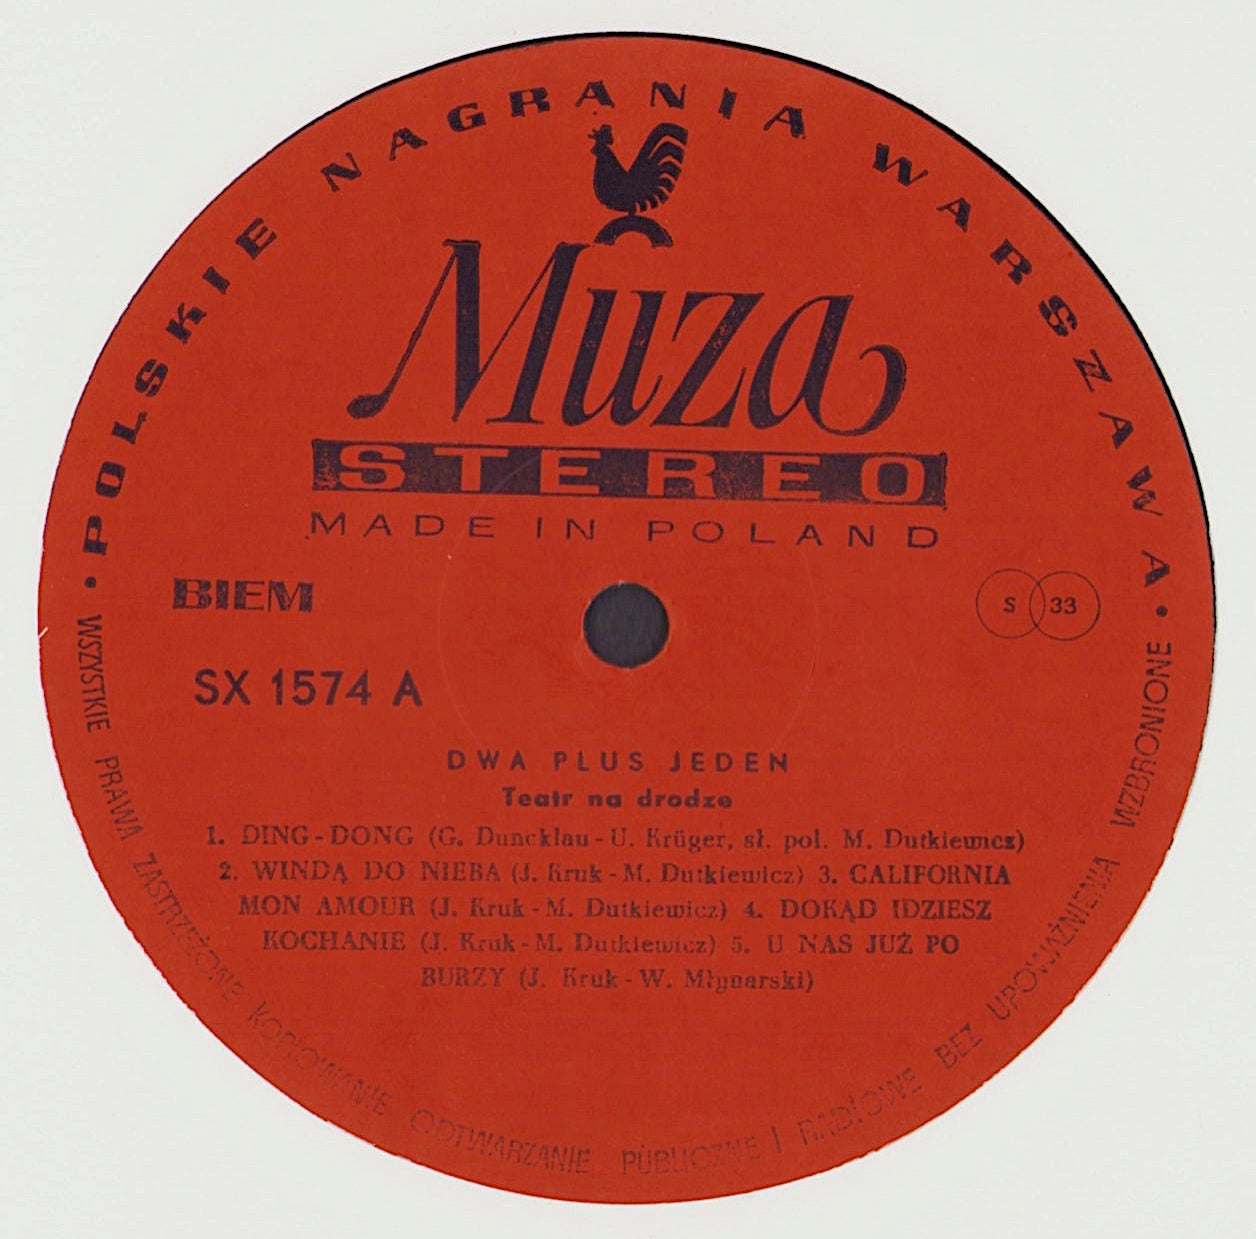 • POLSKIE NAGRANIA WARSZAWA •
Muza
STEREO
MADE IN POLAND
BIEM
S 33
SX 1574 A
DWA PLUS JEDEN
Teatr na drodze
1. DING-DONG (G. Duncklau-U. Krüger, sł. pol. M. Dutkiewicz)
2. WINDĄ DO NIEBA (J. Kruk-M. Dutkiewicz) 3. CALIFORNIA
MON AMOUR (J. Kruk-M. Dutkiewicz) 4. DOKĄD IDZIESZ
KOCHANIE (J. Kruk-M. Dutkiewicz) 5. U NAS JUŻ PO
BURZY (J. Kruk-W. Młynarski)
WSZYSTKIE PRAWA ZASTRZEŻONE KOPIOWANIE ODTWARZANIE PUBLICZNE I RADIOWE BEZ UPOWAŻNIENIA WZBRONIONE